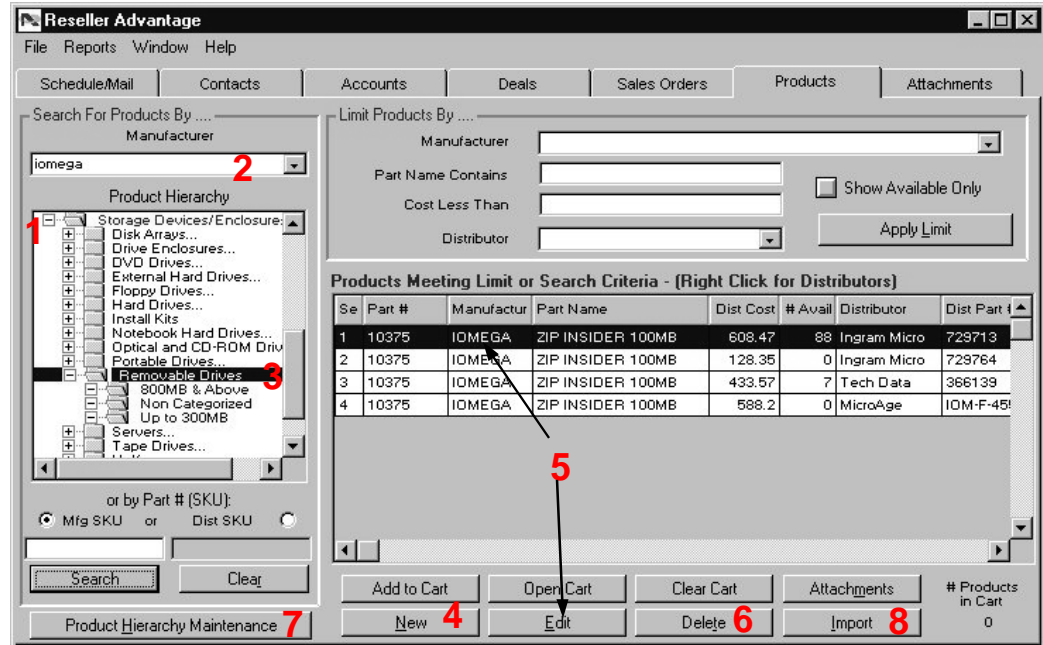 Reseller Advantage
File Reports Window Help
Schedule/Mail Contacts Accounts Deals Sales Orders Products Attachments
Search For Products By ....
Manufacturer
iomega
2
Product Hierarchy
1
Storage Devices/Enclosure
Disk Arrays...
Drive Enclosures...
DVD Drives...
External Hard Drives...
Floppy Drives...
Hard Drives...
Install Kits
Notebook Hard Drives...
Optical and CD-ROM Driv
Portable Drives...
Removable Drives 3
800MB & Above
Non Categorized
Up to 300MB
Servers...
Tape Drives...
or by Part # (SKU):
Mfg SKU or Dist SKU
Search Clear
Product Hierarchy Maintenance 7
Limit Products By ....
Manufacturer
Part Name Contains
Show Available Only
Cost Less Than
Distributor
Apply Limit
Products Meeting Limit or Search Criteria - (Right Click for Distributors)
Se Part # Manufactur Part Name Dist Cost # Avail Distributor Dist Part #
1 10375 IOMEGA ZIP INSIDER 100MB 608.47 88 Ingram Micro 729713
2 10375 IOMEGA ZIP INSIDER 100MB 128.35 0 Ingram Micro 729764
3 10375 IOMEGA ZIP INSIDER 100MB 433.57 7 Tech Data 366139
4 10375 IOMEGA ZIP INSIDER 100MB 588.2 0 MicroAge IOM-F-455
5
Add to Cart Open Cart Clear Cart Attachments
# Products in Cart
0
New 4 Edit Delete 6 Import 8